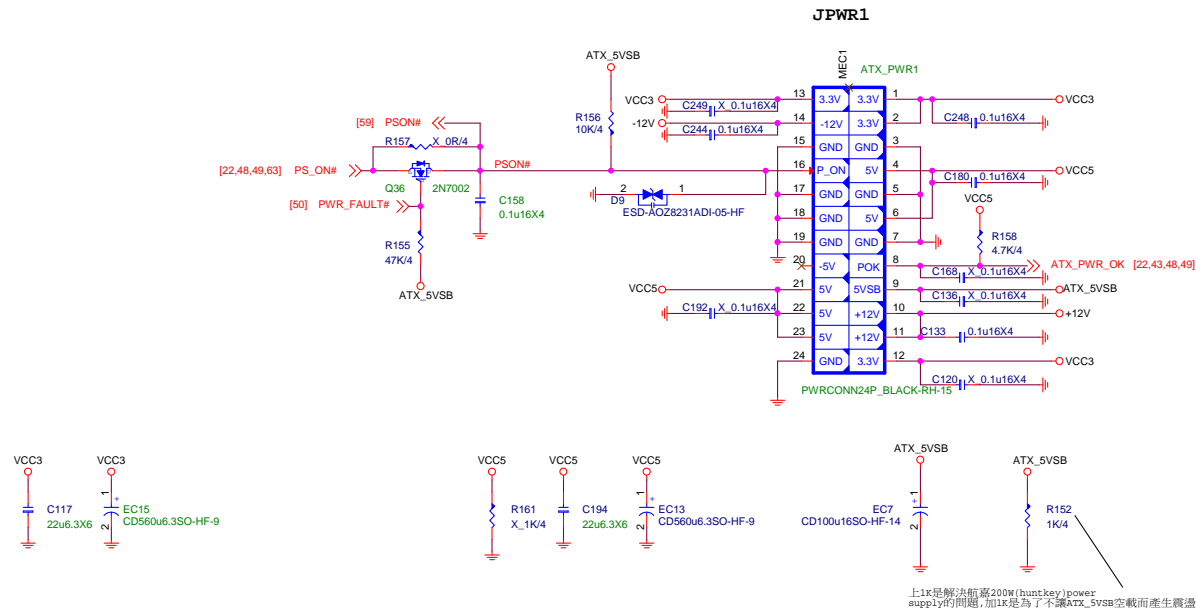 JPWR1
ATX_5VSB
MEC1
ATX_PWR1
VCC3
C249 X_0.1u16X4
-12V
C244 0.1u16X4
13 3.3V 3.3V 1
14 -12V 3.3V 2
15 GND GND 3
16 P_ON 5V 4
17 GND GND 5
18 GND 5V 6
19 GND GND 7
20 -5V POK 8
21 5V 5VSB 9
22 5V +12V 10
23 5V +12V 11
24 GND 3.3V 12
PWRCONN24P_BLACK-RH-15
VCC3
C248 0.1u16X4
VCC5
C180 0.1u16X4
VCC5
R158
4.7K/4
ATX_PWR_OK [22,43,48,49]
C168 X_0.1u16X4
ATX_5VSB
C136 X_0.1u16X4
+12V
C133 0.1u16X4
VCC3
C120 X_0.1u16X4
R156
10K/4
[59] PSON#
R157 X_0R/4
[22,48,49,63] PS_ON#
PSON#
Q36 2N7002
[50] PWR_FAULT#
C158
0.1u16X4
R155
47K/4
ATX_5VSB
2 1
D9
ESD-AOZ8231ADI-05-HF
VCC5
C192 X_0.1u16X4
VCC3
C117
22u6.3X6
VCC3
1
+
EC15
CD560u6.3SO-HF-9
2
VCC5
R161
X_1K/4
VCC5
C194
22u6.3X6
VCC5
1
+
EC13
CD560u6.3SO-HF-9
2
ATX_5VSB
1
+
EC7
CD100u16SO-HF-14
2
ATX_5VSB
R152
1K/4
上1K是解決航嘉200W(huntkey)power
supply的問題,加1K是為了不讓ATX_5VSB空載而產生震盪